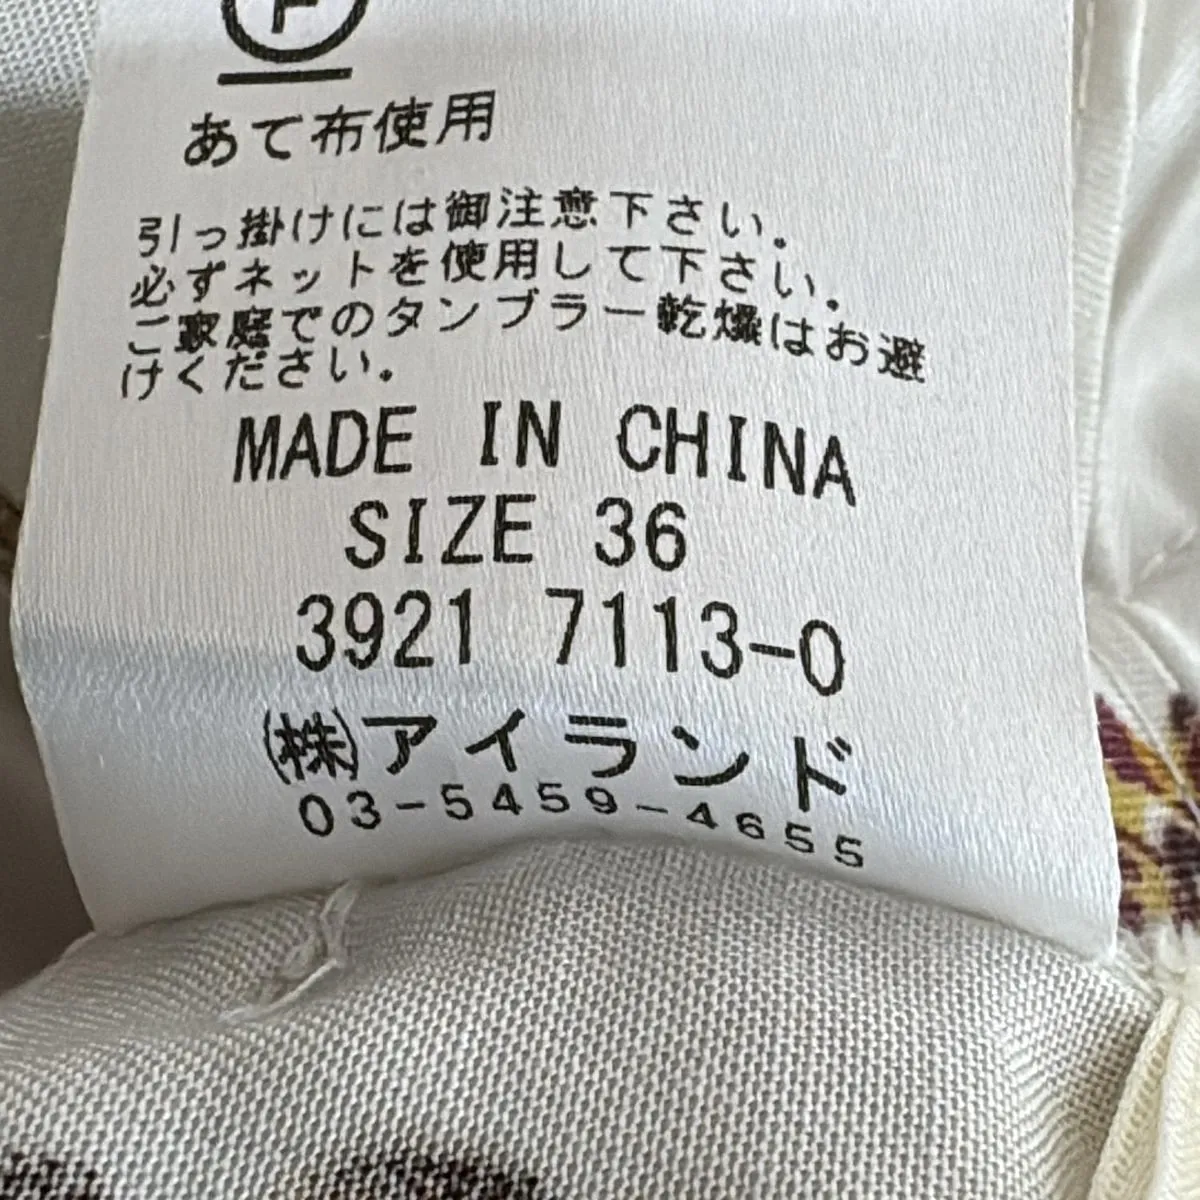 F
あて布使用
引っ掛けには御注意下さい。
必ずネットを使用して下さい。
ご家庭でのタンブラー乾燥はお避
けください。
MADE IN CHINA
SIZE 36
3921 7113-0
(株)アイランド
03-5459-4655